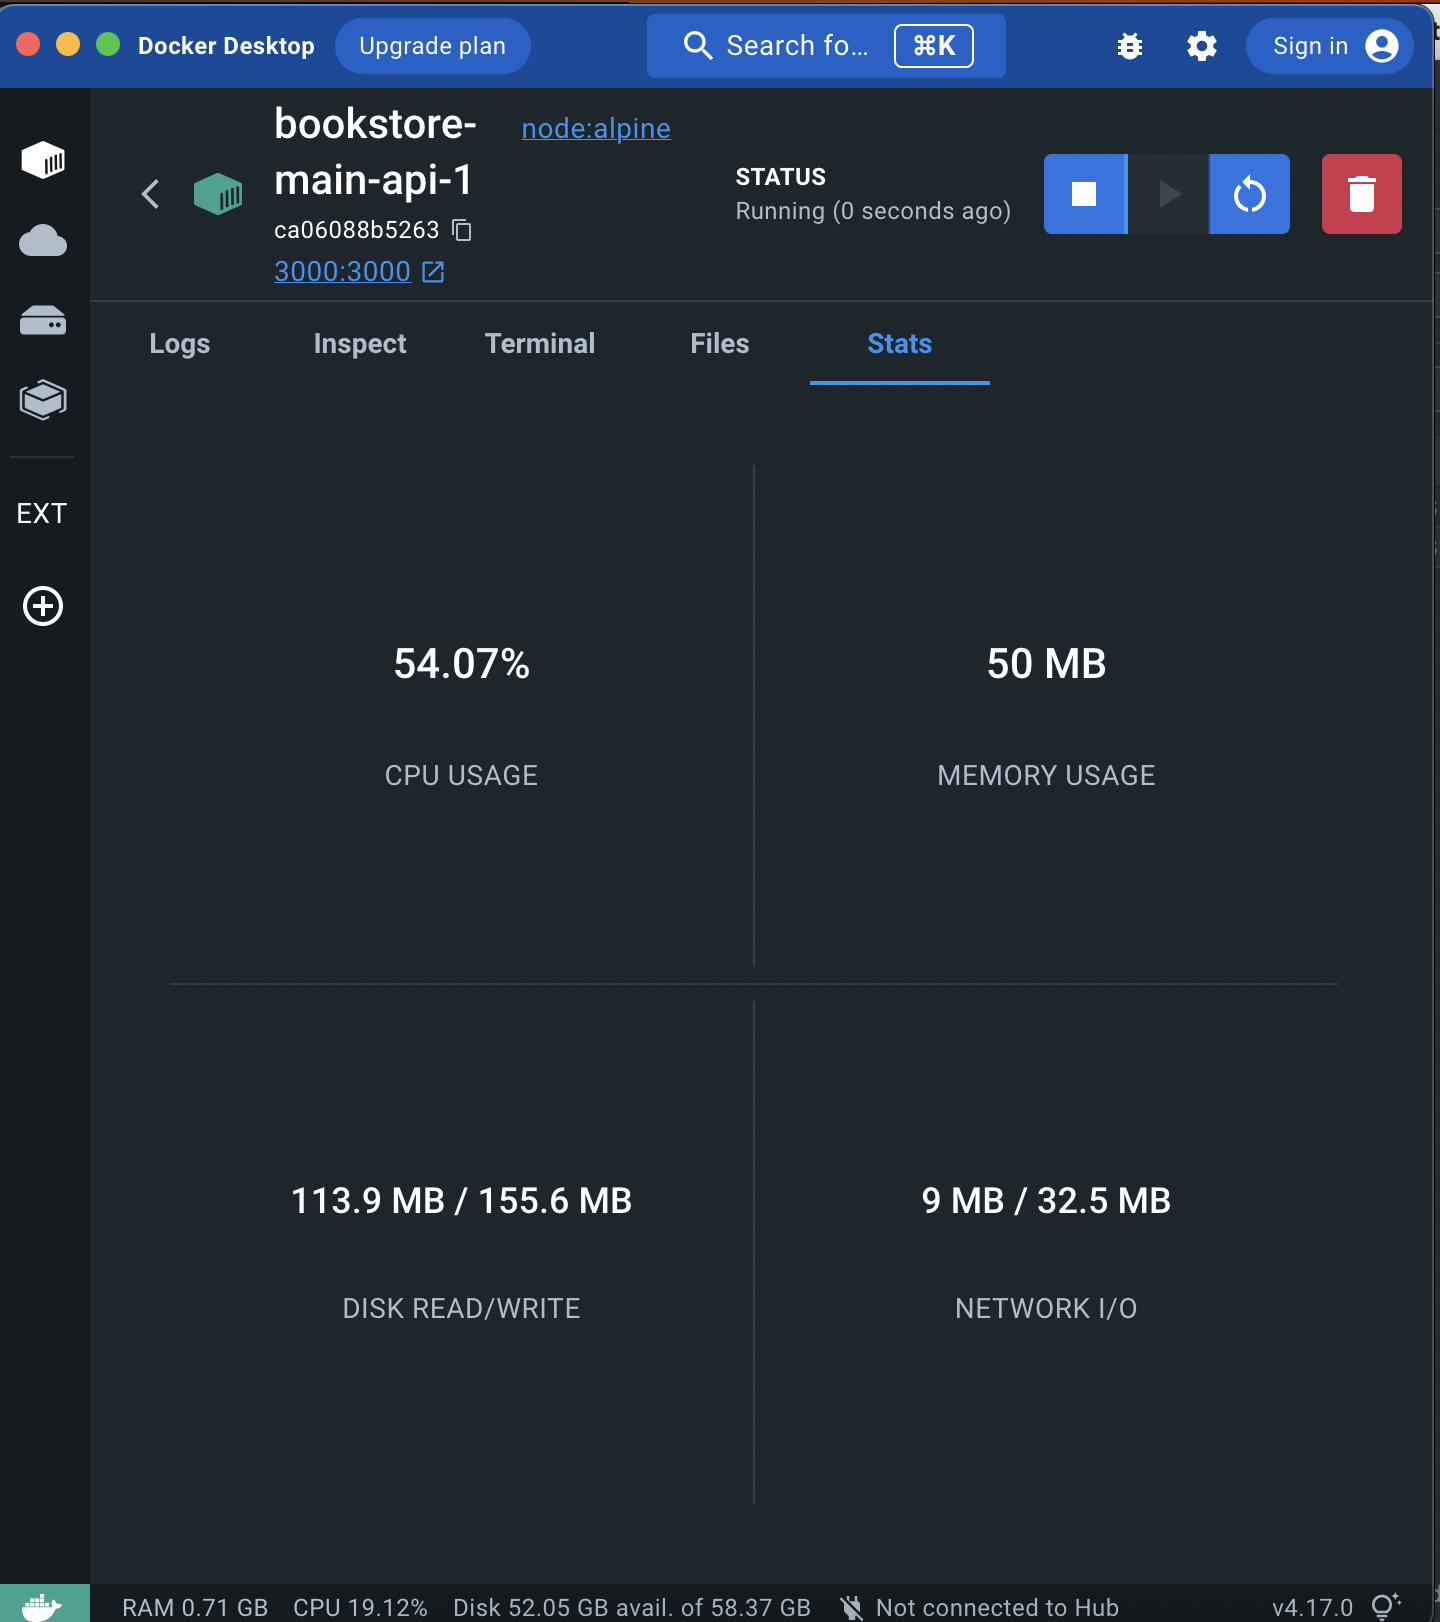 Docker Desktop
Upgrade plan
Search fo...
⌘K
Sign in
bookstore-
main-api-1
node:alpine
ca06088b5263
3000:3000
STATUS
Running (0 seconds ago)
Logs
Inspect
Terminal
Files
Stats
EXT
54.07%
CPU USAGE
50 MB
MEMORY USAGE
113.9 MB / 155.6 MB
DISK READ/WRITE
9 MB / 32.5 MB
NETWORK I/O
RAM 0.71 GB
CPU 19.12%
Disk 52.05 GB avail. of 58.37 GB
Not connected to Hub
v4.17.0